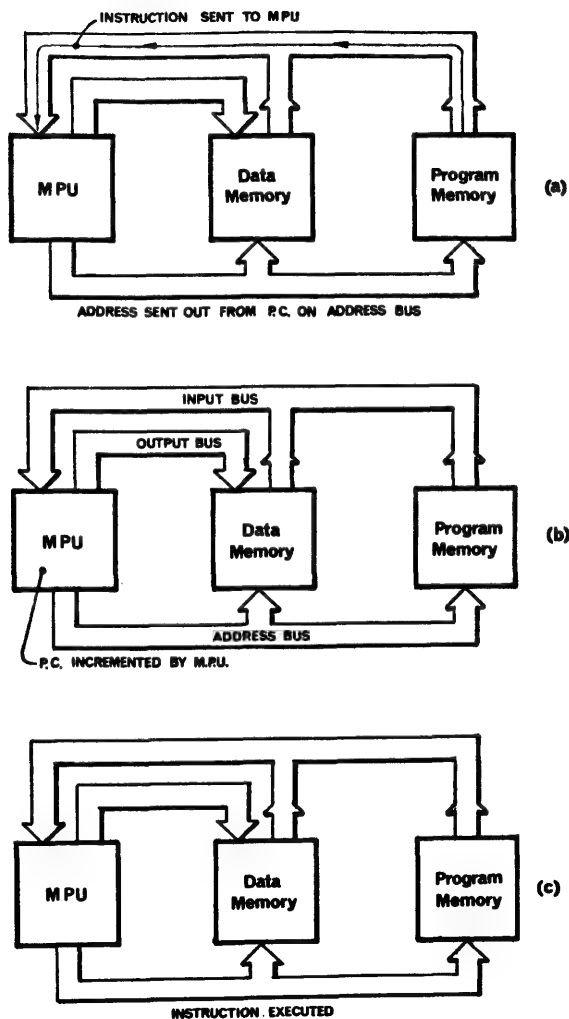 INSTRUCTION SENT TO MPU
MPU
Data
Memory
Program
Memory
(a)
ADDRESS SENT OUT FROM P.C. ON ADDRESS BUS
INPUT BUS
OUTPUT BUS
MPU
Data
Memory
Program
Memory
(b)
ADDRESS BUS
P.C. INCREMENTED BY M.P.U.
MPU
Data
Memory
Program
Memory
(c)
INSTRUCTION.EXECUTED